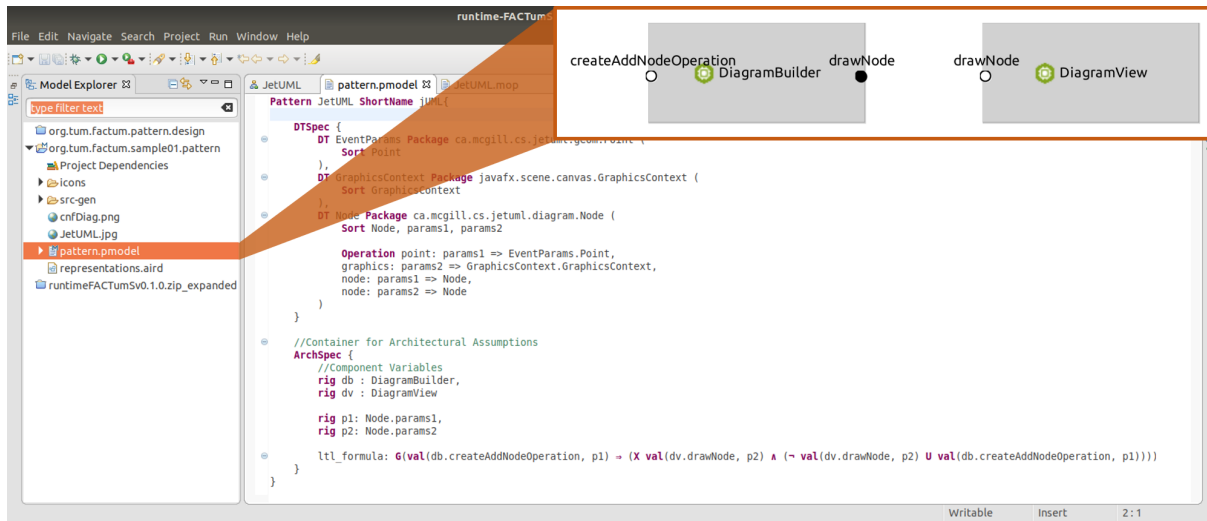 runtime-FACTumS
File Edit Navigate Search Project Run Window Help
createAddNodeOperation
DiagramBuilder
drawNode
drawNode
DiagramView
Model Explorer
type filter text
org.tum.factum.pattern.design
org.tum.factum.sample01.pattern
Project Dependencies
icons
src-gen
cnfDiag.png
JetUML.jpg
pattern.pmodel
representations.aird
runtimeFACTumSv0.1.0.zip_expanded
JetUML
pattern.pmodel
JetUML.mop
Pattern JetUML ShortName jUML{
DTSpec {
DT EventParams Package ca.mcgill.cs.jetuml.geom.Point (
Sort Point
),
DT GraphicsContext Package javafx.scene.canvas.GraphicsContext (
Sort GraphicsContext
),
DT Node Package ca.mcgill.cs.jetuml.diagram.Node (
Sort Node, params1, params2
Operation point: params1 => EventParams.Point,
graphics: params2 => GraphicsContext.GraphicsContext,
node: params1 => Node,
node: params2 => Node
)
}
//Container for Architectural Assumptions
ArchSpec {
//Component Variables
rig db : DiagramBuilder,
rig dv : DiagramView
rig p1: Node.params1,
rig p2: Node.params2
ltl_formula: G(val(db.createAddNodeOperation, p1) ⇒ (X val(dv.drawNode, p2) ∧ (¬ val(dv.drawNode, p2) U val(db.createAddNodeOperation, p1))))
}
}
Writable Insert 2 : 1